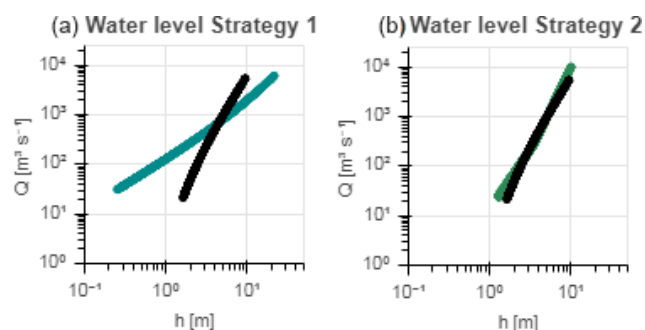 (a) Water level Strategy 1
Q [m³ s⁻¹]
10⁴
10³
10²
10¹
10⁰
10⁻¹
10⁰
10¹
h [m]
(b) Water level Strategy 2
Q [m³ s⁻¹]
10⁴
10³
10²
10¹
10⁰
10⁻¹
10⁰
10¹
h [m]